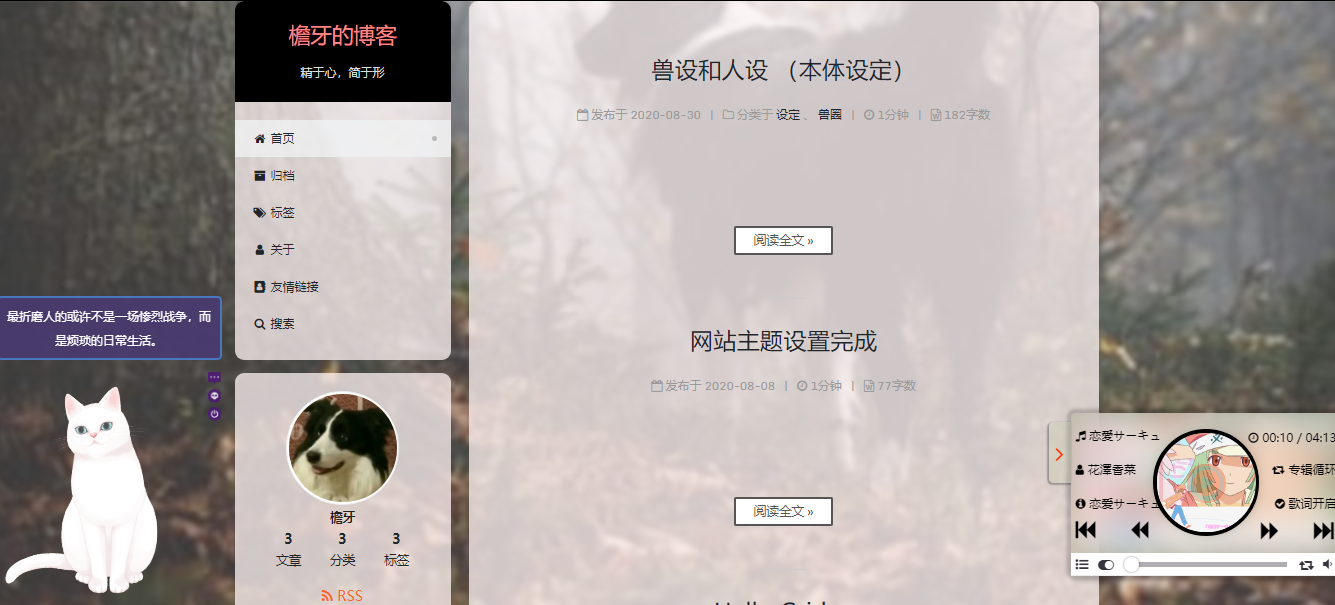 檐牙的博客
精于心，简于形
首页
归档
标签
关于
友情链接
搜索
最折磨人的或许不是一场惨烈战争，而
是烦琐的日常生活。
檐牙
3 3 3
文章 分类 标签
RSS
兽设和人设 （本体设定）
发布于 2020-08-30 | 分类于 设定 、 兽圈 | 1分钟 | 182字数
阅读全文 »
网站主题设置完成
发布于 2020-08-08 | 1分钟 | 77字数
阅读全文 »
恋爱サーキュ 00:10 / 04:13
花澤香菜 专辑循环
恋爱サーキュ 歌词开启